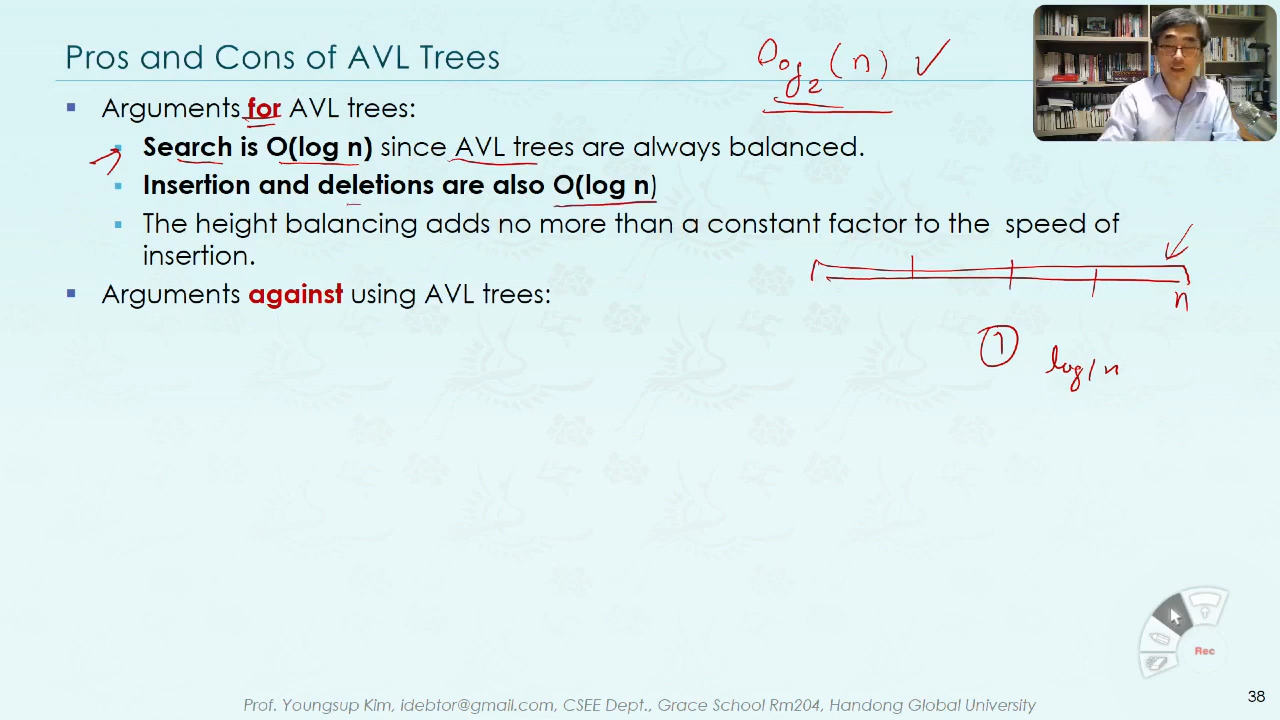 Pros and Cons of AVL Trees
log₂ (n) ✓
Arguments for AVL trees:
Search is O(log n) since AVL trees are always balanced.
Insertion and deletions are also O(log n)
The height balancing adds no more than a constant factor to the speed of
insertion.
n
Arguments against using AVL trees:
1
log n
Rec
Prof. Youngsup Kim, idebtor@gmail.com, CSEE Dept., Grace School Rm204, Handong Global University
38